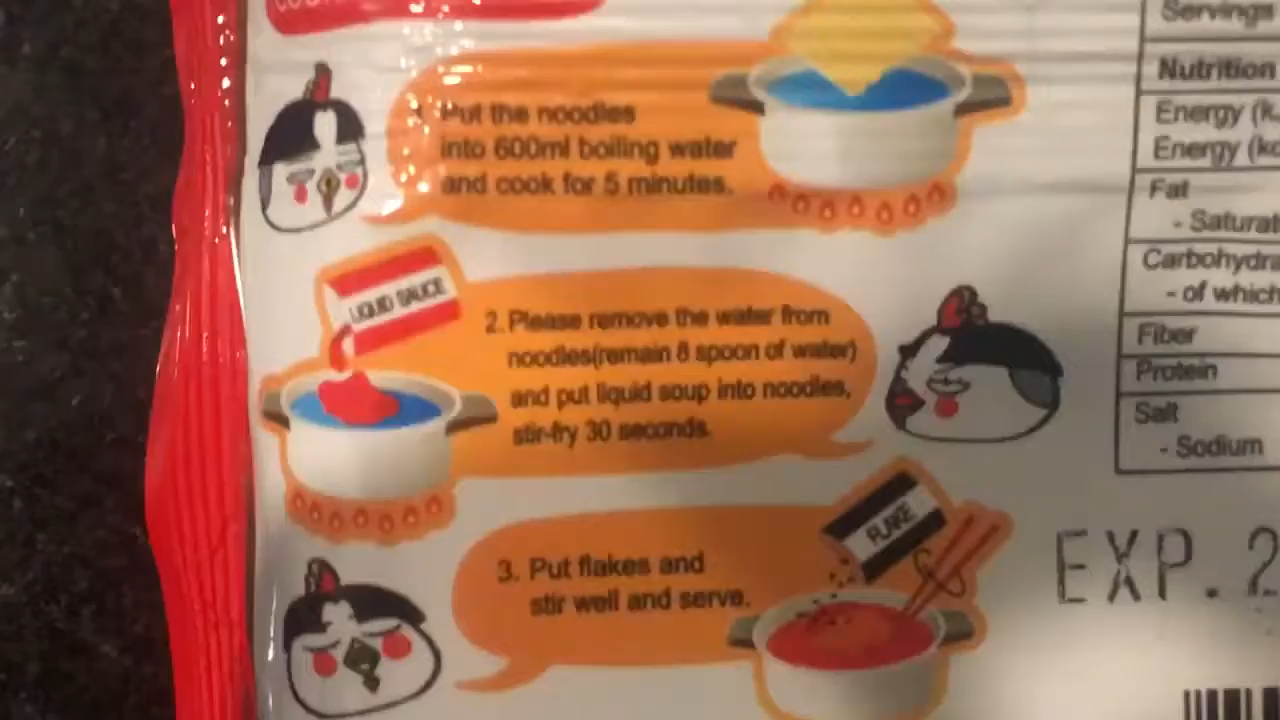 1. Put the noodles
into 600ml boiling water
and cook for 5 minutes.
LIQUID SAUCE
2. Please remove the water from
noodles(remain 8 spoon of water)
and put liquid soup into noodles,
stir-fry 30 seconds.
FLAKE
3. Put flakes and
stir well and serve.
Servings
Nutrition
Energy
Energy
Fat
- Saturat
Carbohydra
- of which
Fiber
Protein
Salt
- Sodium
EXP. 2